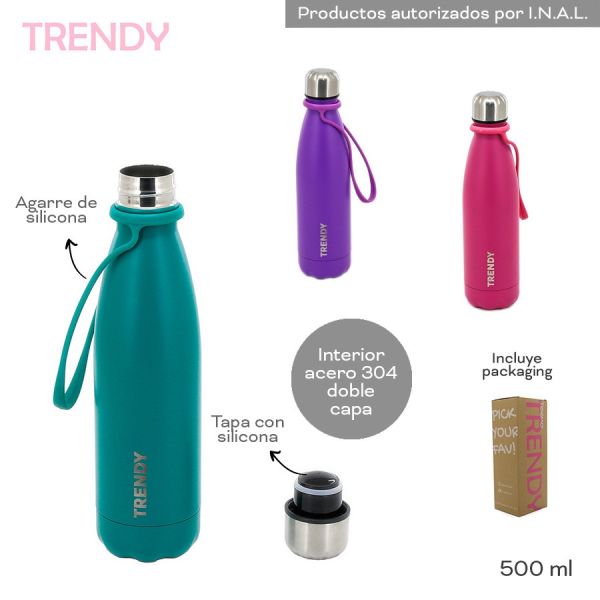 TRENDY
Productos autorizados por I.N.A.L.
Agarre de
silicona
TRENDY
TRENDY
TRENDY
Interior
acero 304
doble
capa
Incluye
packaging
PICK
YOUR
FAV!
TRENDY
Tapa con
silicona
500 ml